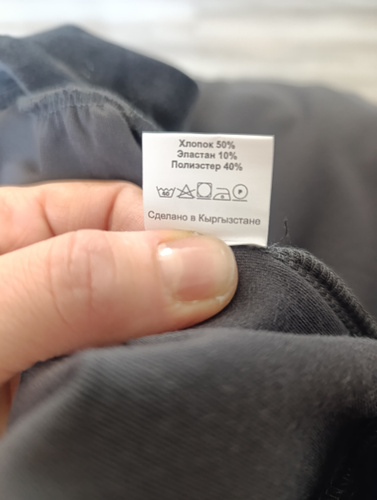 Хлопок 50%
Эластан 10%
Полиэстер 40%
Сделано в Кыргызстане